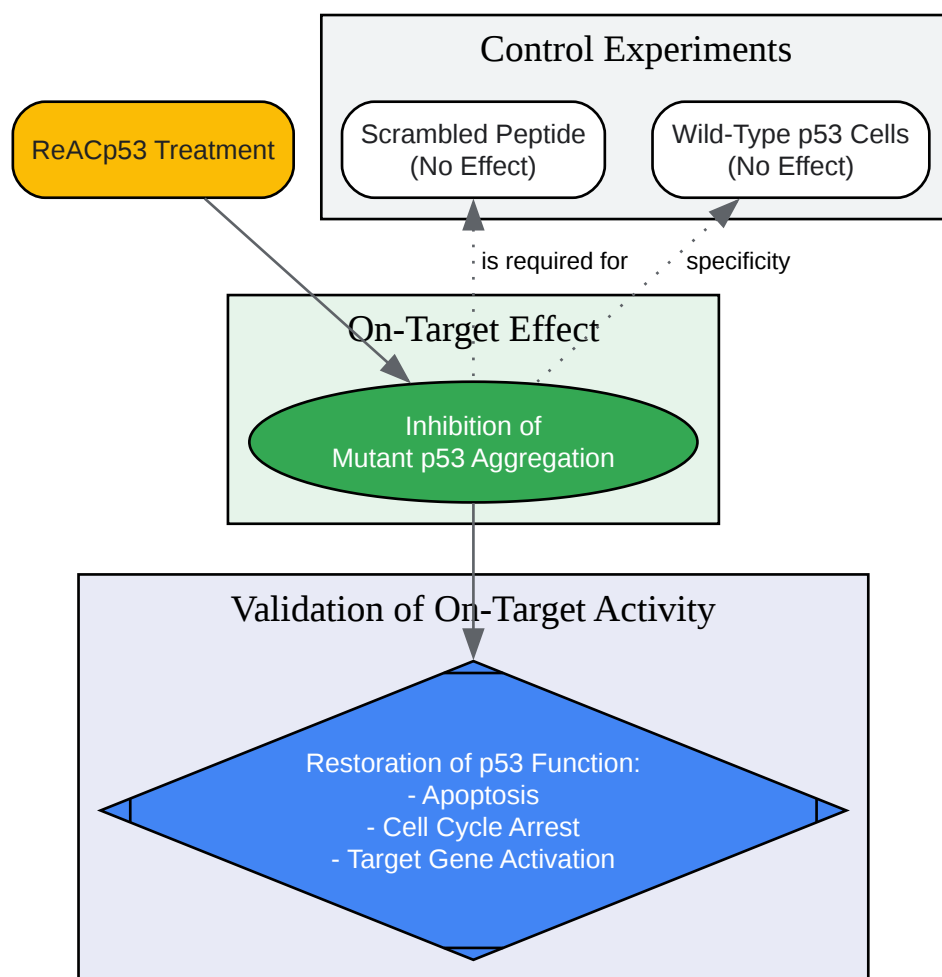 Control Experiments
ReACp53 Treatment
Scrambled Peptide
(No Effect)
Wild-Type p53 Cells
(No Effect)
is required for
specificity
On-Target Effect
Inhibition of
Mutant p53 Aggregation
Validation of On-Target Activity
Restoration of p53 Function:
- Apoptosis
- Cell Cycle Arrest
- Target Gene Activation